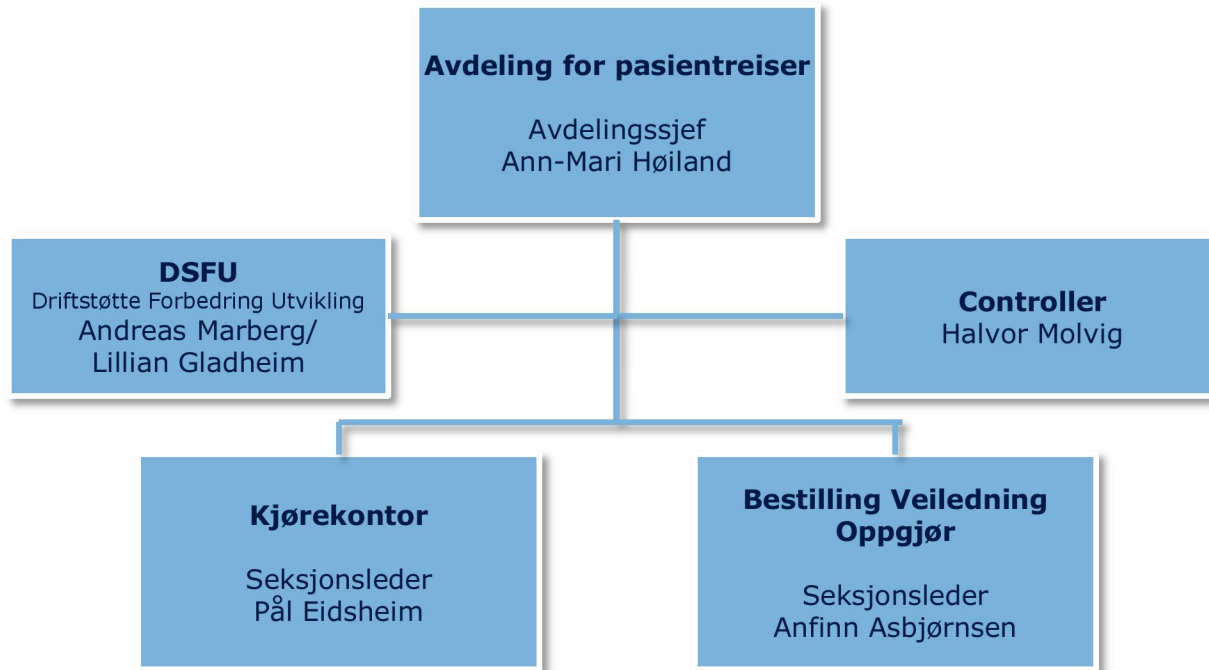 Avdeling for pasientreiser
Avdelingssjef
Ann-Mari Høiland
DSFU
Driftstøtte Forbedring Utvikling
Andreas Marberg/
Lillian Gladheim
Controller
Halvor Molvig
Kjørekontor
Seksjonsleder
Pål Eidsheim
Bestilling Veiledning
Oppgjør
Seksjonsleder
Anfinn Asbjørnsen